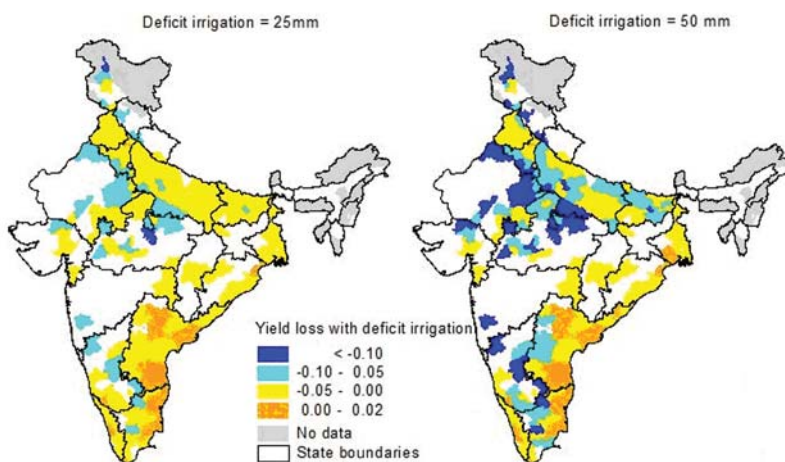 Deficit irrigation = 25mm
Deficit irrigation = 50 mm
Yield loss with deficit irrigation
< -0.10
-0.10 - 0.05
-0.05 - 0.00
0.00 - 0.02
No data
State boundaries